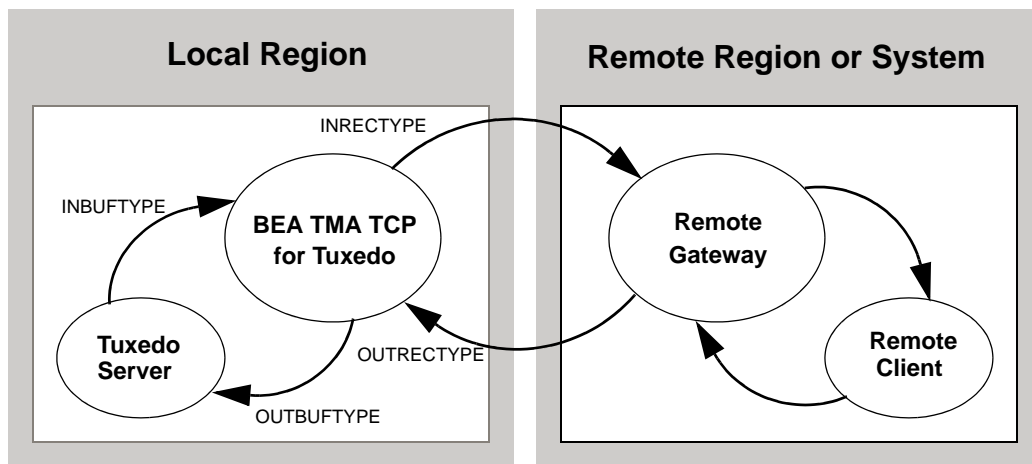 Local Region
Remote Region or System
INRECTYPE
INBUFTYPE
BEA TMA TCP
for Tuxedo
Remote
Gateway
Tuxedo
Server
OUTRECTYPE
Remote
Client
OUTBUFTYPE